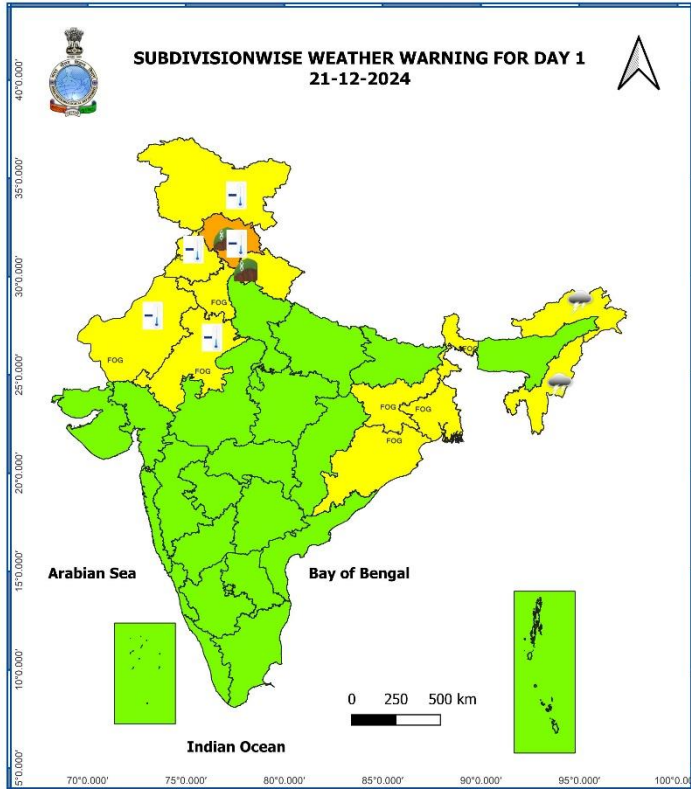 SUBDIVISIONWISE WEATHER WARNING FOR DAY 1
21-12-2024
40°0.000'
35°0.000'
30°0.000'
25°0.000'
20°0.000'
15°0.000'
10°0.000'
5°0.000'
FOG
FOG
FOG
FOG
FOG
FOG
FOG
Arabian Sea
Bay of Bengal
0 250 500 km
Indian Ocean
70°0.000' 75°0.000' 80°0.000' 85°0.000' 90°0.000' 95°0.000' 100°0.0